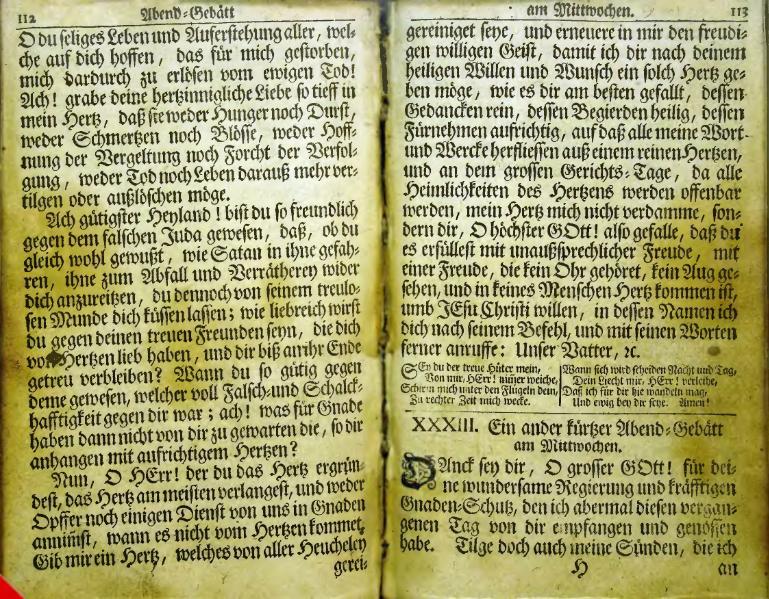 112 Abend-Gebätt
O du seliges Leben und Aufferstehung aller, wel-
che auf dich hoffen, das für mich gestorben,
mich dardurch zu erlösen vom ewigen Tod!
Ach! grabe deine hertzinnigliche Liebe so tieff in
mein Hertz, daß sie weder Hunger noch Durst,
weder Schmertzen noch Blösse, weder Hoff-
nung der Vergeltung noch Forcht der Verfol-
gung, weder Tod noch Leben darauß mehr ver-
tilgen oder außlöschen möge.
Ach gütigster Heyland! bist du so freundlich
gegen dem falschen Juda gewesen, daß, ob du
gleich wohl gewußt, wie Satan in ihne gefah-
ren, ihne zum Abfall und Verrätherey wider
dich anzureitzen, du dennoch von seinem treulo-
sen Munde dich küssen lassen; wie liebreich wirst
du gegen deinen treuen Freunden seyn, die dich
von Hertzen lieb haben, und dir biß an ihr Ende
getreu verbleiben? Wann du so gütig gegen
deme gewesen, welcher voll Falsch- und Schalck-
hafftigkeit gegen dir war; ach! was für Gnade
haben dann nicht von dir zu gewarten die, so dir
anhangen mit aufrichtigem Hertzen?
Nun, O HErr! der du das Hertz ergrün-
dest, das Hertz am meisten verlangest, und weder
Opffer noch einigen Dienst von uns in Gnaden
annimst, wann es nicht vom Hertzen kommet,
Gib mir ein Hertz, welches von aller Heucheley
gerei-
am Mittwochen. 113
gereiniget seye, und erneuere in mir den freudi-
gen willigen Geist, damit ich dir nach deinem
heiligen Willen und Wunsch ein solch Hertz ge-
ben möge, wie es dir am besten gefallt, dessen
Gedancken rein, dessen Begierden heilig, dessen
Fürnehmen aufrichtig, auf daß alle meine Wort
und Wercke herfliessen auß einem reinen Hertzen,
und an dem grossen Gerichts-Tage, da alle
Heimlichkeiten des Hertzens werden offenbar
werden, mein Hertz mich nicht verdamme, son-
dern dir, O höchster GOtt! also gefalle, daß du
es erfüllest mit unaußsprechlicher Freude, mit
einer Freude, die kein Ohr gehöret, kein Aug ge-
sehen, und in keines Menschen Hertz kommen ist,
umb JEsu Christi willen, in dessen Namen ich
dich nach seinem Befehl, und mit seinen Worten
ferner anruffe: Unser Vatter, ꝛc.
SEy du der treue Hüter mein,
Von mir, HErr! nimer weiche,
Schirm mich unter den Flügeln dein,
Zu rechter Zeit mich wecke.
Wann sich wird scheiden Nacht und Tag,
Dein Liecht mir, HErr! verleihe,
Daß ich für dir hie wandeln mag,
Und ewig bey dir seye. Amen!
XXXIII. Ein ander kürtzer Abend-Gebätt
am Mittwochen.
DAnck sey dir, O grosser GOtt! für dei-
ne wundersame Regierung und kräfftigen
Gnaden-Schutz, den ich abermal diesen vergan-
genen Tag von dir empfangen und genossen
habe. Tilge doch auch meine Sünden, die ich
H an